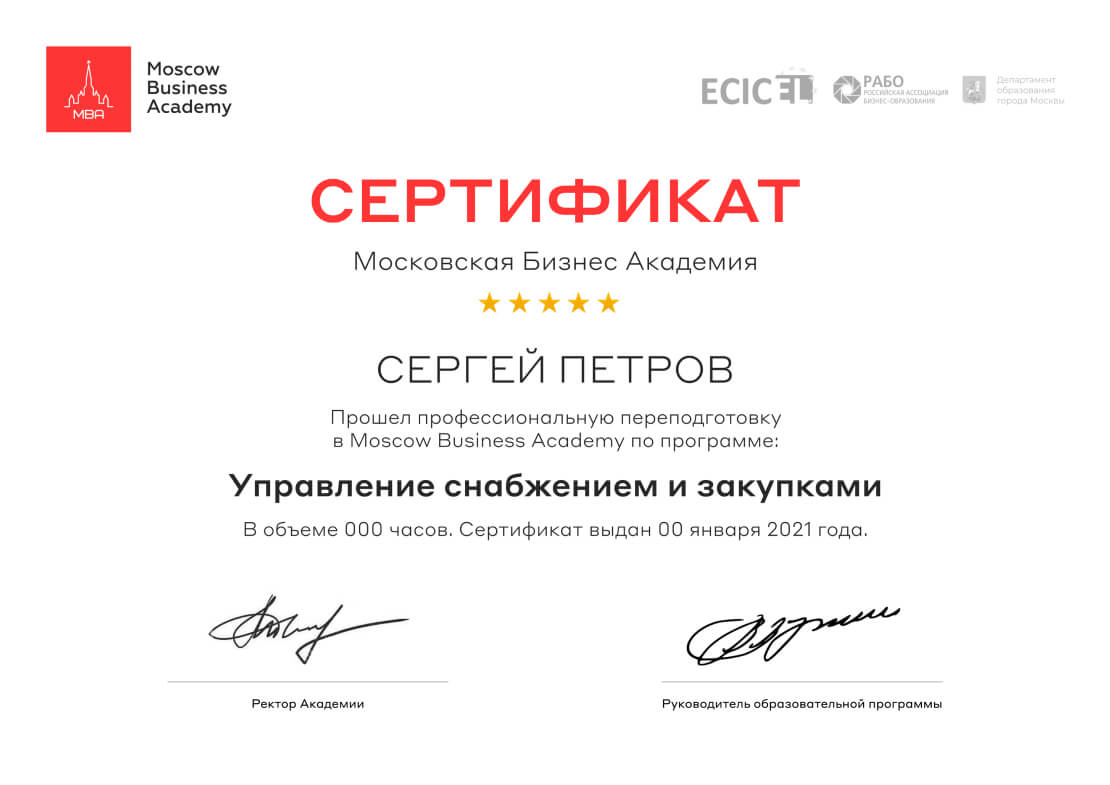 Moscow
Business
Academy
MBA
ECICEL
РАБО
РОССИЙСКАЯ АССОЦИАЦИЯ
БИЗНЕС-ОБРАЗОВАНИЯ
Департамент
образования
города Москвы
СЕРТИФИКАТ
Московская Бизнес Академия
СЕРГЕЙ ПЕТРОВ
Прошел профессиональную переподготовку
в Moscow Business Academy по программе:
Управление снабжением и закупками
В объеме 000 часов. Сертификат выдан 00 января 2021 года.
Ректор Академии
Руководитель образовательной программы